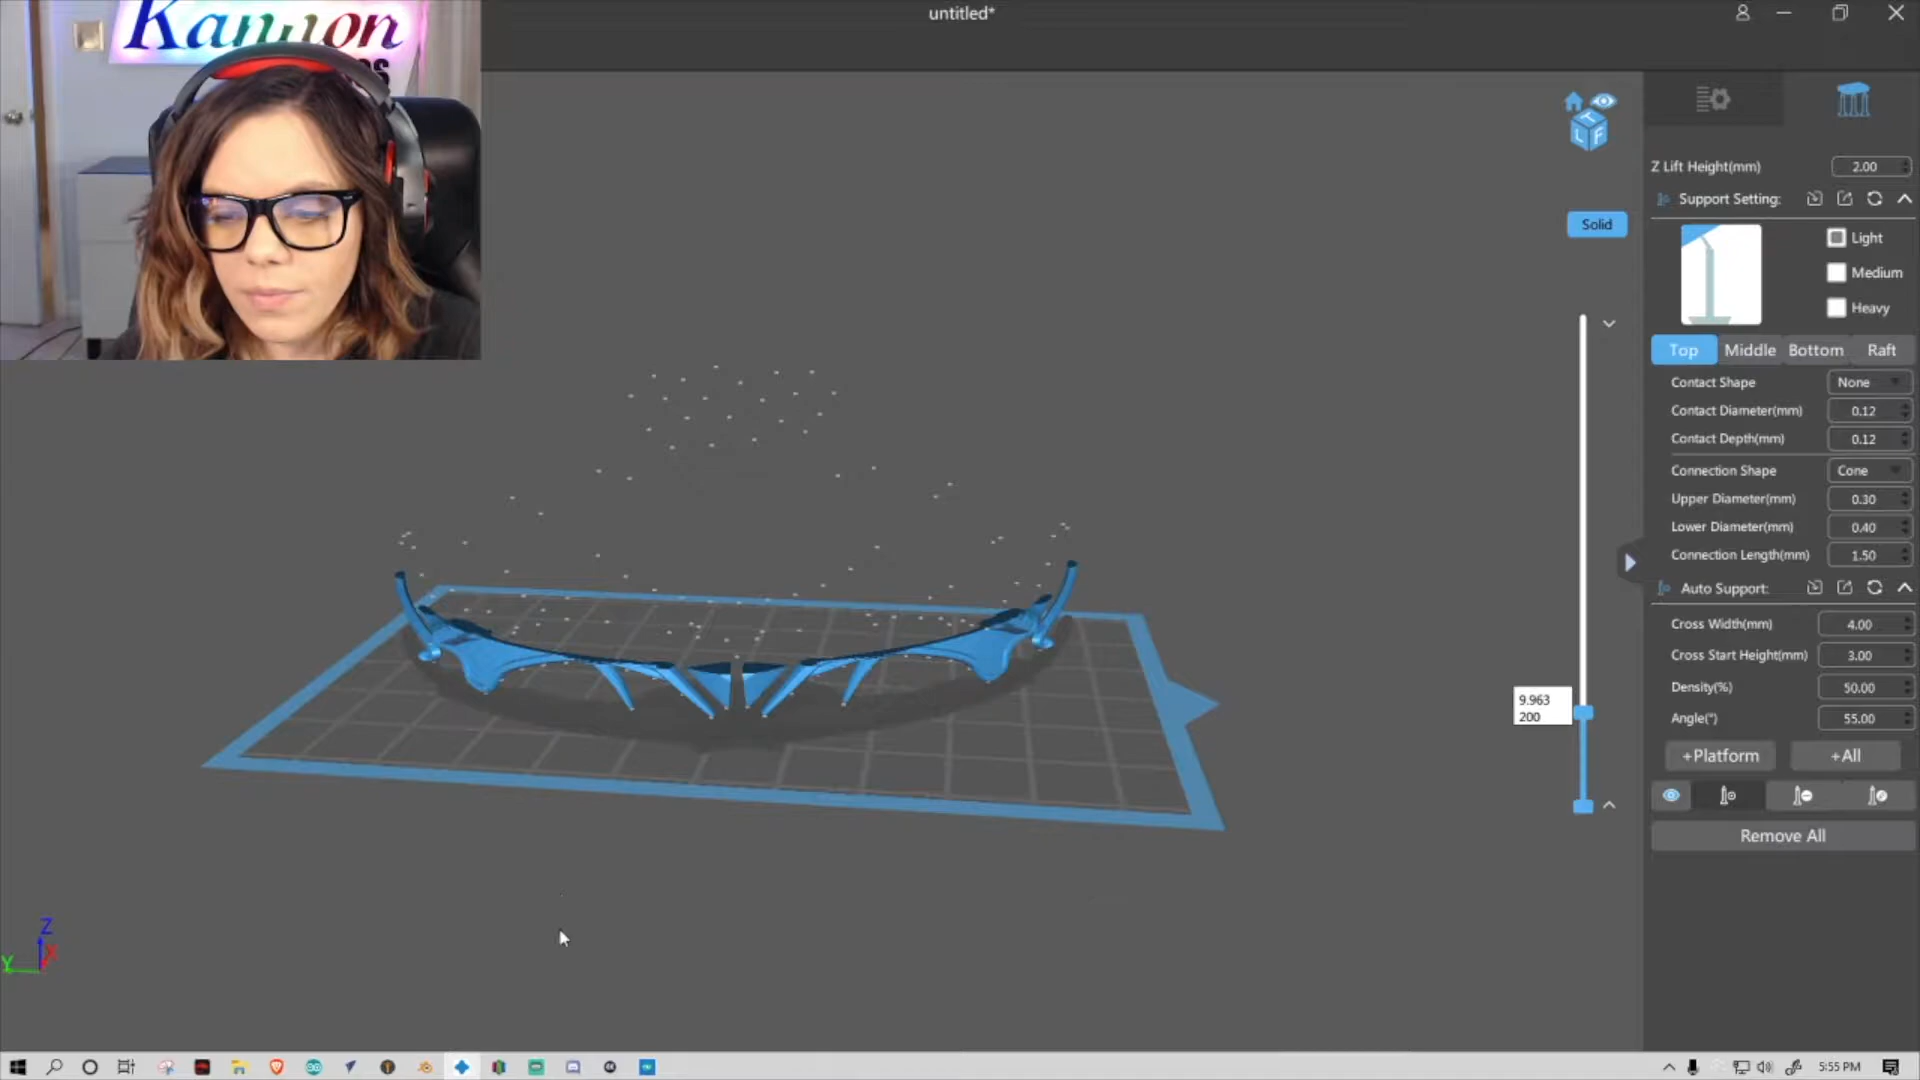 Kannon
untitled*
Z Lift Height(mm) 2.00
Support Setting:
Solid
Light
Medium
Heavy
Top Middle Bottom Raft
Contact Shape None
Contact Diameter(mm) 0.12
Contact Depth(mm) 0.12
Connection Shape Cone
Upper Diameter(mm) 0.30
Lower Diameter(mm) 0.40
Connection Length(mm) 1.50
Auto Support:
Cross Width(mm) 4.00
Cross Start Height(mm) 3.00
Density(%) 50.00
Angle(°) 55.00
9.963
200
+Platform +All
Remove All
T
L F
Z
X
Y
5:55 PM